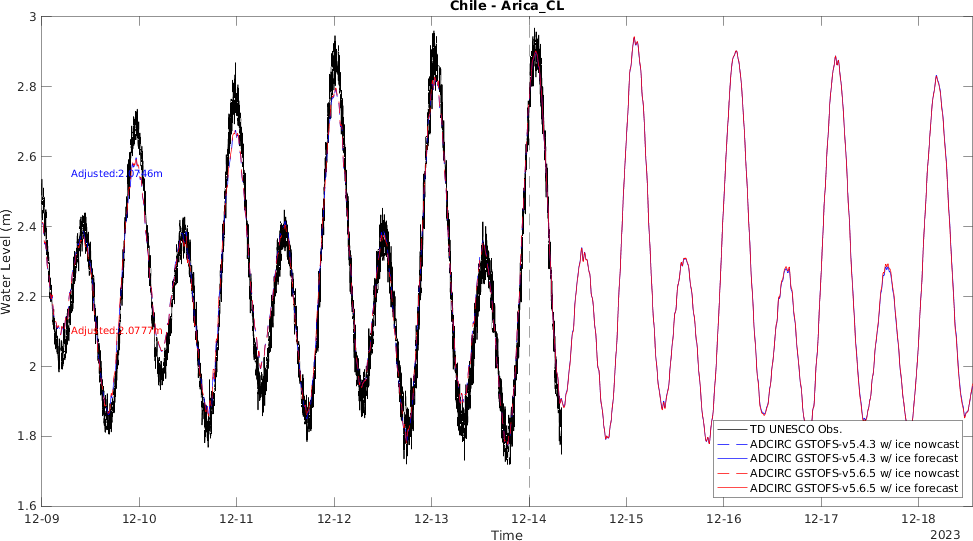 Chile - Arica_CL
3
2.8
2.6
2.4
2.2
2
1.8
1.6
Water Level (m)
Adjusted:2.0746m
Adjusted:2.0777m
TD UNESCO Obs.
ADCIRC GSTOFS-v5.4.3 w/ ice nowcast
ADCIRC GSTOFS-v5.4.3 w/ ice forecast
ADCIRC GSTOFS-v5.6.5 w/ ice nowcast
ADCIRC GSTOFS-v5.6.5 w/ ice forecast
12-09 12-10 12-11 12-12 12-13 12-14 12-15 12-16 12-17 12-18
Time
2023